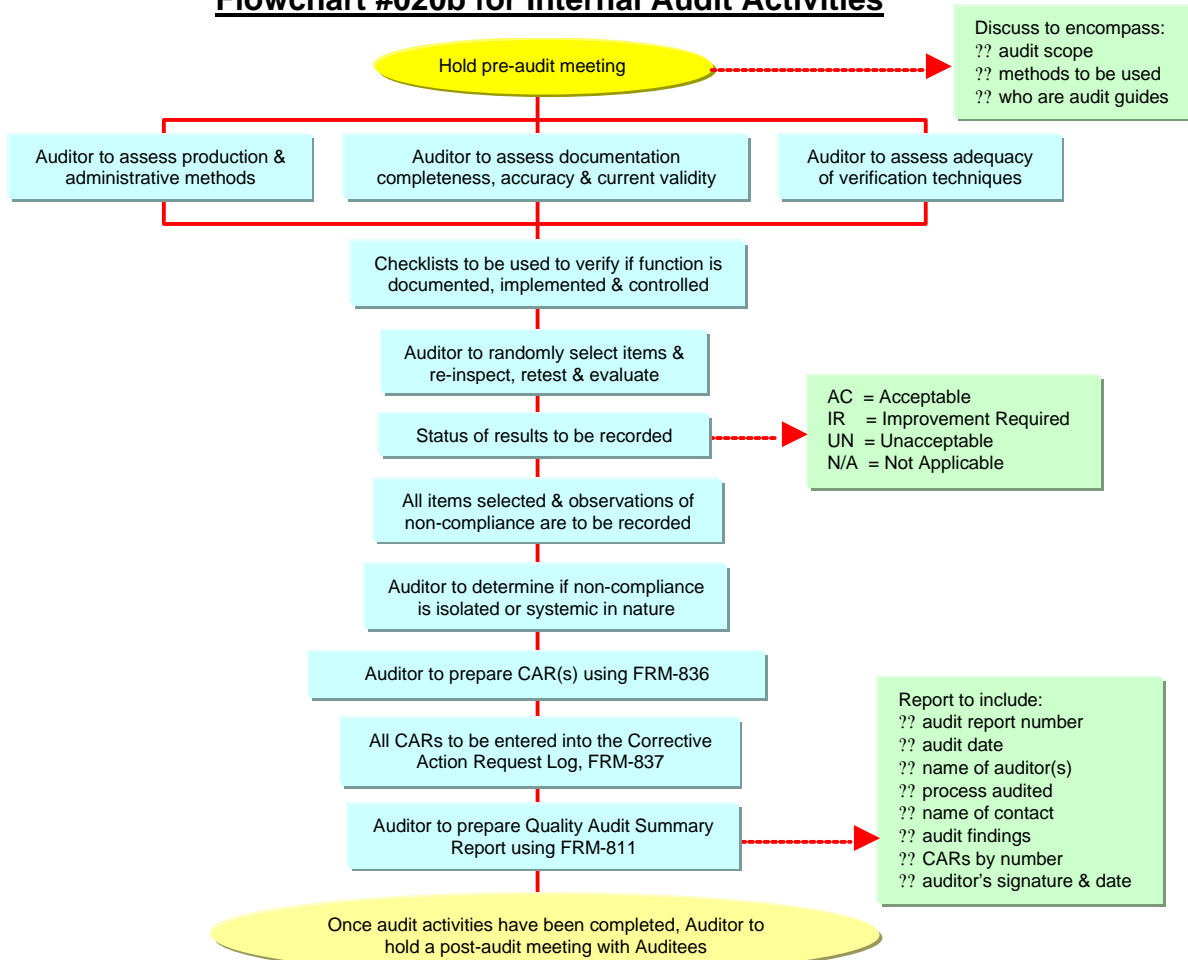 Flowchart #020b for Internal Audit Activities
Hold pre-audit meeting
Discuss to encompass:
?? audit scope
?? methods to be used
?? who are audit guides
Auditor to assess production &
administrative methods
Auditor to assess documentation
completeness, accuracy & current validity
Auditor to assess adequacy
of verification techniques
Checklists to be used to verify if function is
documented, implemented & controlled
Auditor to randomly select items &
re-inspect, retest & evaluate
Status of results to be recorded
AC = Acceptable
IR = Improvement Required
UN = Unacceptable
N/A = Not Applicable
All items selected & observations of
non-compliance are to be recorded
Auditor to determine if non-compliance
is isolated or systemic in nature
Auditor to prepare CAR(s) using FRM-836
All CARs to be entered into the Corrective
Action Request Log, FRM-837
Auditor to prepare Quality Audit Summary
Report using FRM-811
Report to include:
?? audit report number
?? audit date
?? name of auditor(s)
?? process audited
?? name of contact
?? audit findings
?? CARs by number
?? auditor's signature & date
Once audit activities have been completed, Auditor to
hold a post-audit meeting with Auditees